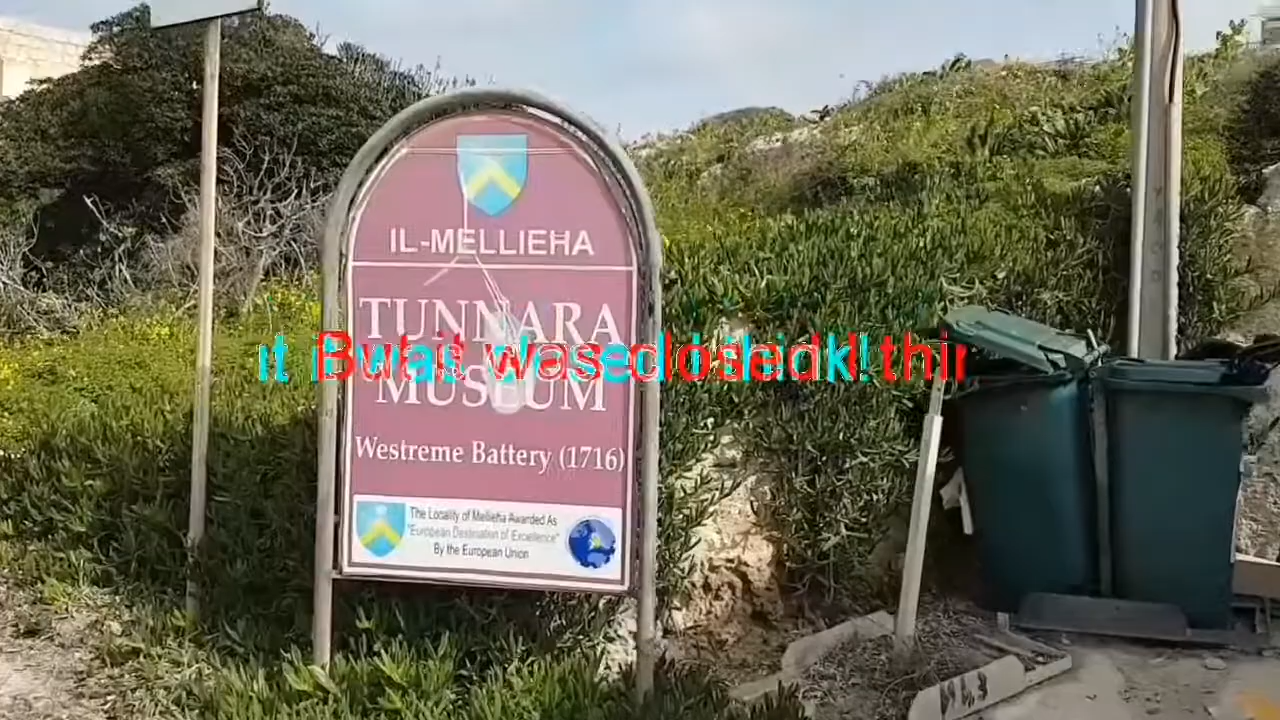 IL-MELLIEHA
TUNNARA
MUSEUM
Westreme Battery (1716)
The Locality of Mellieha Awarded As
"European Destination of Excellence"
By the European Union